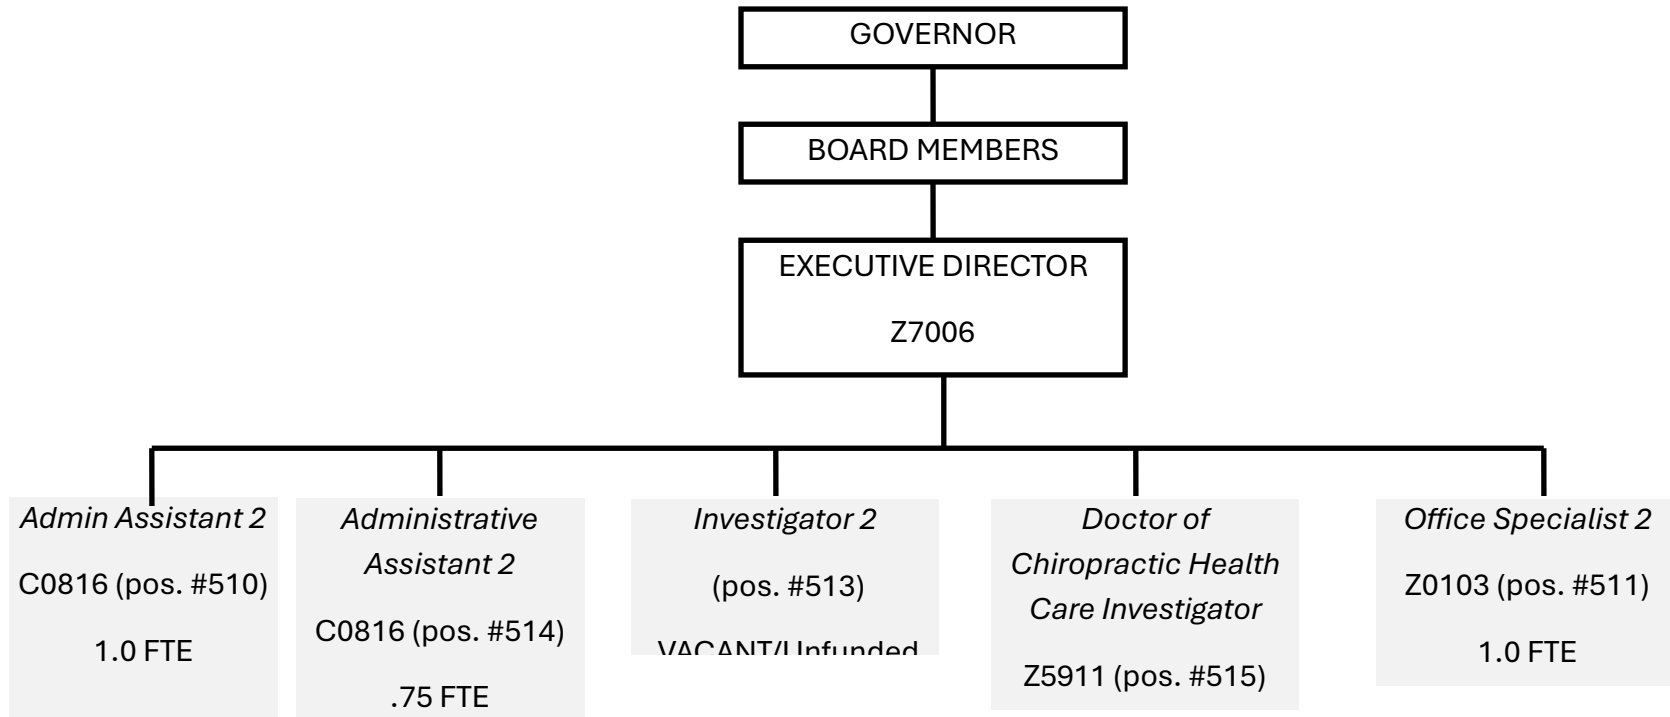 GOVERNOR
BOARD MEMBERS
EXECUTIVE DIRECTOR
Z7006
Admin Assistant 2
C0816 (pos. #510)
1.0 FTE
Administrative
Assistant 2
C0816 (pos. #514)
.75 FTE
Investigator 2
(pos. #513)
VACANT/Unfunded
Doctor of
Chiropractic Health
Care Investigator
Z5911 (pos. #515)
Office Specialist 2
Z0103 (pos. #511)
1.0 FTE